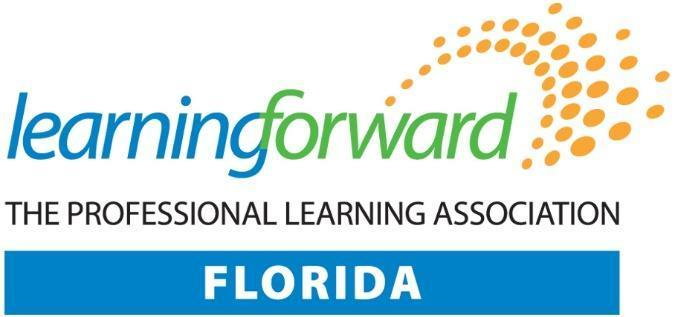 learningforward
THE PROFESSIONAL LEARNING ASSOCIATION
FLORIDA